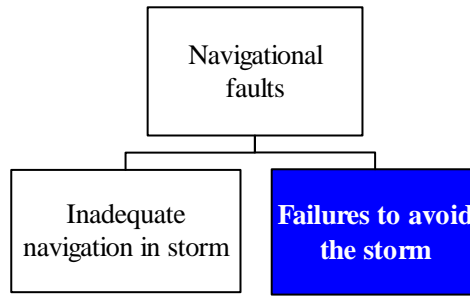 Navigational
faults
Inadequate
navigation in storm
Failures to avoid
the storm